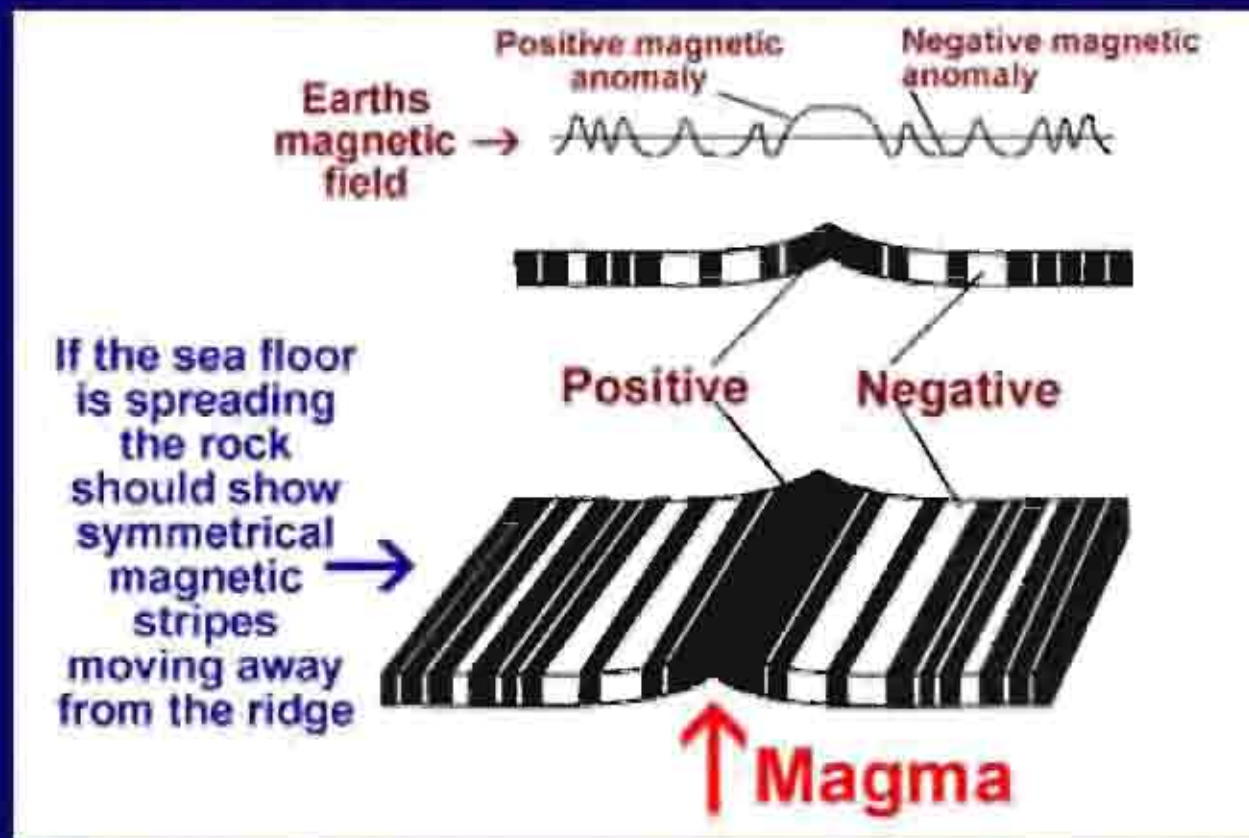 Positive magnetic
anomaly
Negative magnetic
anomaly
Earths
magnetic
field
Positive
Negative
If the sea floor
is spreading
the rock
should show
symmetrical
magnetic
stripes
moving away
from the ridge
Magma